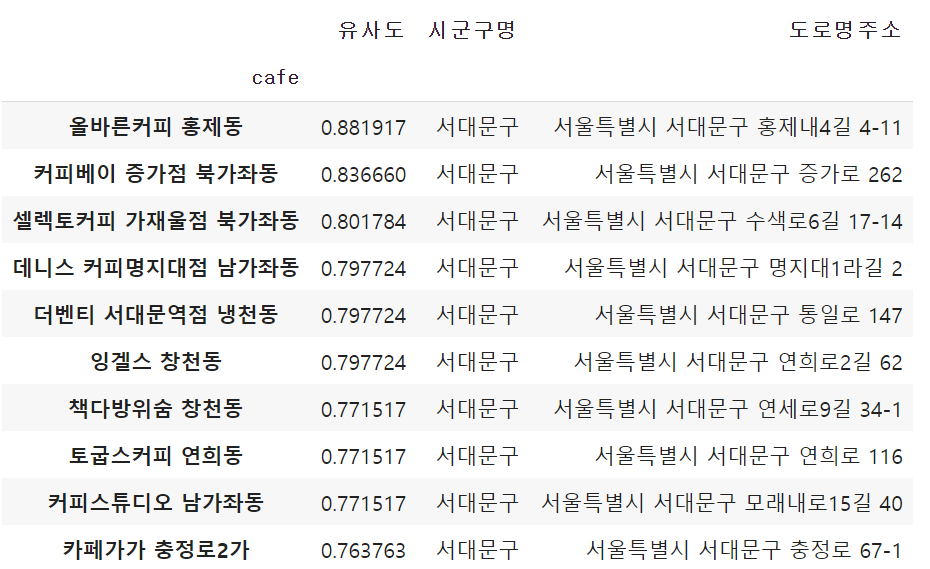 유사도 시군구명 도로명주소
cafe
올바른커피 홍제동 0.881917 서대문구 서울특별시 서대문구 홍제내4길 4-11
커피베이 증가점 북가좌동 0.836660 서대문구 서울특별시 서대문구 증가로 262
셀렉토커피 가재울점 북가좌동 0.801784 서대문구 서울특별시 서대문구 수색로6길 17-14
데니스 커피명지대점 남가좌동 0.797724 서대문구 서울특별시 서대문구 명지대1라길 2
더벤티 서대문역점 냉천동 0.797724 서대문구 서울특별시 서대문구 통일로 147
잉겔스 창천동 0.797724 서대문구 서울특별시 서대문구 연희로2길 62
책다방위숨 창천동 0.771517 서대문구 서울특별시 서대문구 연세로9길 34-1
토굽스커피 연희동 0.771517 서대문구 서울특별시 서대문구 연희로 116
커피스튜디오 남가좌동 0.771517 서대문구 서울특별시 서대문구 모래내로15길 40
카페가가 충정로2가 0.763763 서대문구 서울특별시 서대문구 충정로 67-1